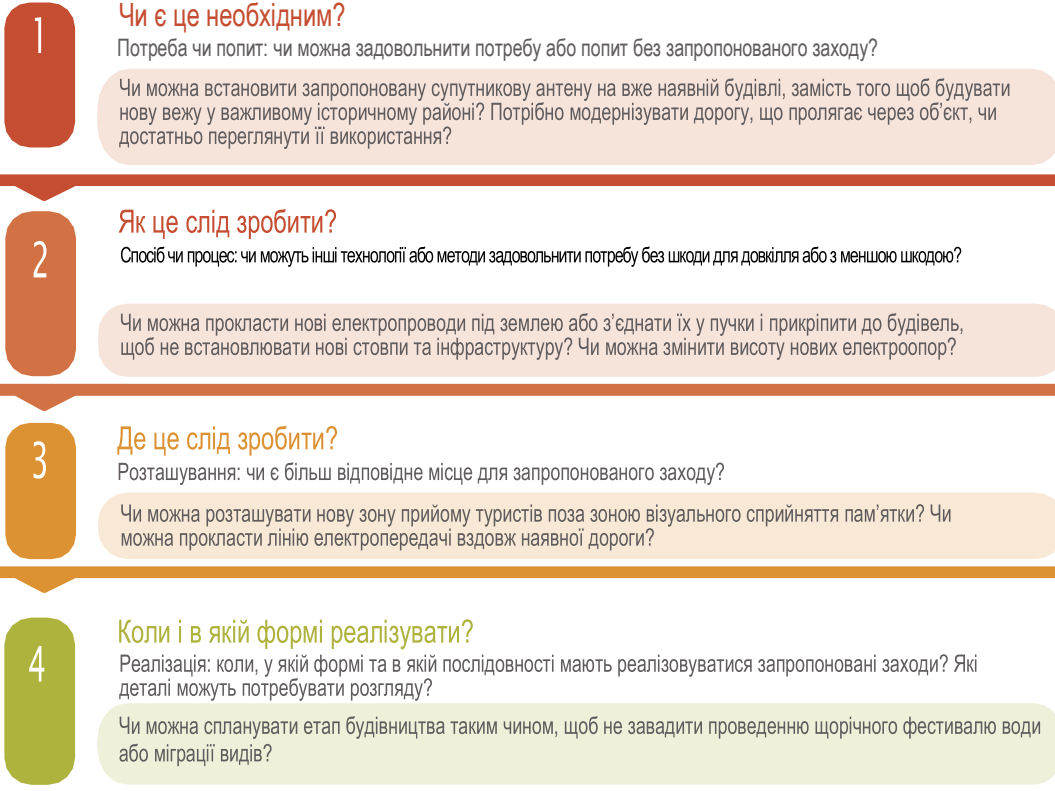 1
Чи є це необхідним?
Потреба чи попит: чи можна задовольнити потребу або попит без запропонованого заходу?
Чи можна встановити запропоновану супутникову антену на вже наявній будівлі, замість того щоб будувати
нову вежу у важливому історичному районі? Потрібно модернізувати дорогу, що пролягає через об’єкт, чи
достатньо переглянути її використання?
2
Як це слід зробити?
Спосіб чи процес: чи можуть інші технології або методи задовольнити потребу без шкоди для довкілля або з меншою шкодою?
Чи можна прокласти нові електропроводи під землею або з’єднати їх у пучки і прикріпити до будівель,
щоб не встановлювати нові стовпи та інфраструктуру? Чи можна змінити висоту нових електроопор?
3
Де це слід зробити?
Розташування: чи є більш відповідне місце для запропонованого заходу?
Чи можна розташувати нову зону прийому туристів поза зоною візуального сприйняття пам’ятки? Чи
можна прокласти лінію електропередачі вздовж наявної дороги?
4
Коли і в якій формі реалізувати?
Реалізація: коли, у якій формі та в якій послідовності мають реалізовуватися запропоновані заходи? Які
деталі можуть потребувати розгляду?
Чи можна спланувати етап будівництва таким чином, щоб не завадити проведенню щорічного фестивалю води
або міграції видів?